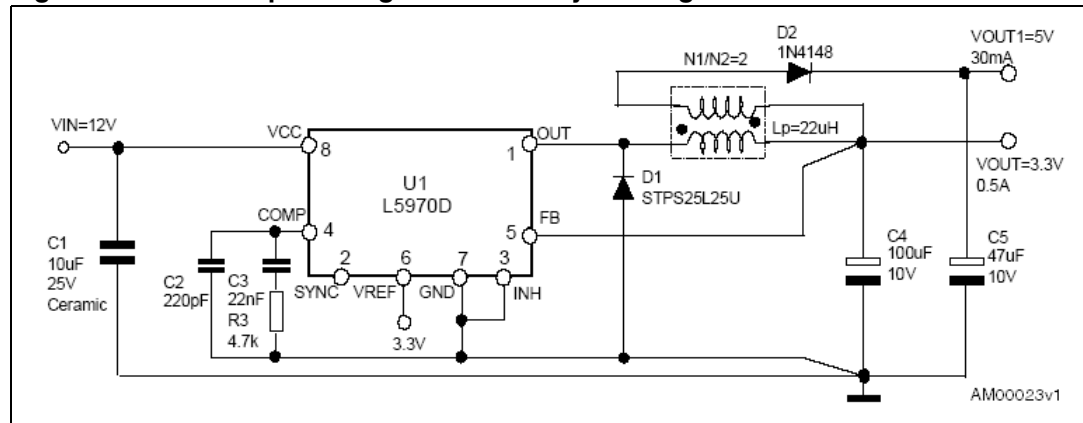 D2
1N4148
VOUT1=5V
30mA
N1/N2=2
VIN=12V
VCC
8
OUT
1
Lp=22uH
VOUT=3.3V
0.5A
U1
L5970D
D1
STPS25L25U
COMP
4
FB
5
C1
10uF
25V
Ceramic
C2
220pF
C3
22nF
R3
4.7k
2
SYNC
6
VREF
7
GND
3
INH
3.3V
C4
100uF
10V
C5
47uF
10V
AM00023v1